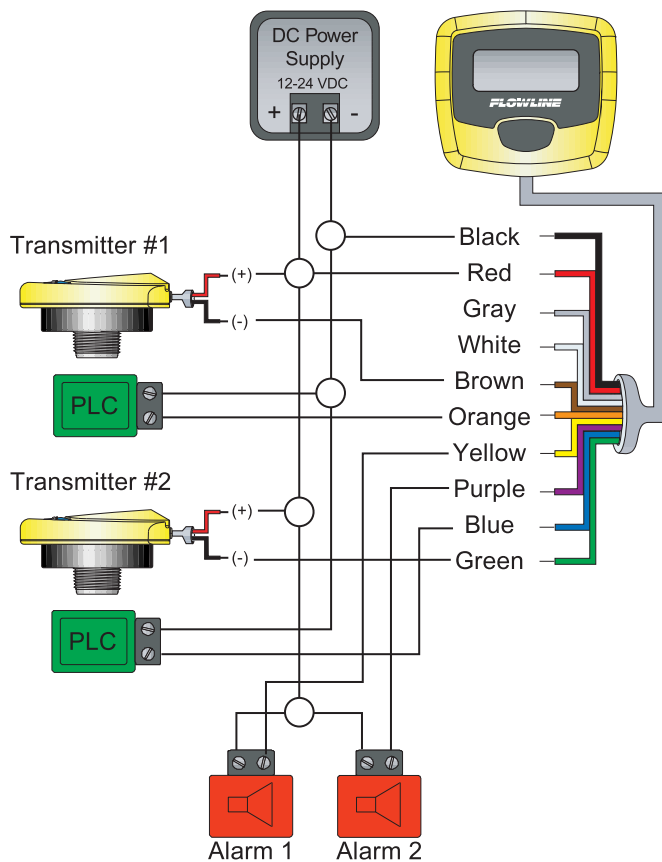 DC Power
Supply
12-24 VDC
+ -
FLOWLINE
Transmitter #1
(+)
(-)
PLC
Transmitter #2
(+)
(-)
PLC
Black
Red
Gray
White
Brown
Orange
Yellow
Purple
Blue
Green
Alarm 1
Alarm 2